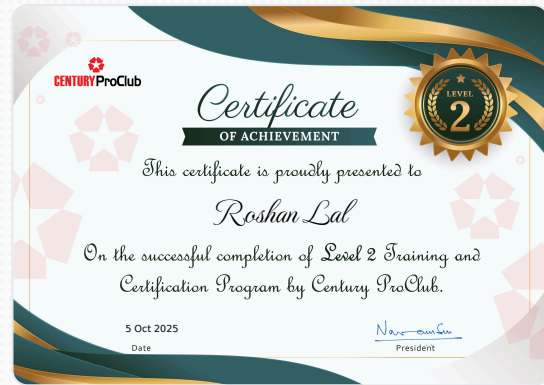 CENTURY ProClub
Certificate
OF ACHIEVEMENT
LEVEL
2
This certificate is proudly presented to
Roshan Lal
On the successful completion of Level 2 Training and
Certification Program by Century ProClub.
5 Oct 2025
Date
President